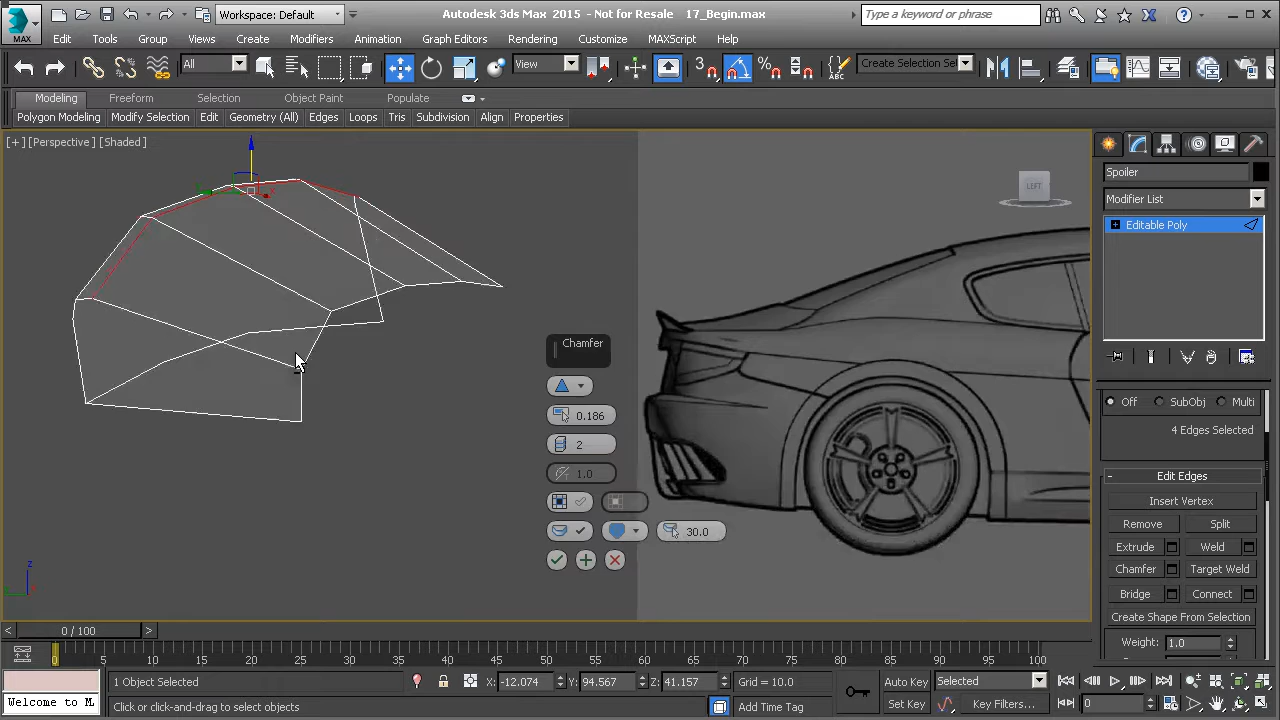 Workspace: Default
Autodesk 3ds Max 2015 - Not for Resale 17_Begin.max
Type a keyword or phrase
MAX
Edit Tools Group Views Create Modifiers Animation Graph Editors Rendering Customize MAXScript Help
All
View
3
Create Selection Se
Modeling Freeform Selection Object Paint Populate
Polygon Modeling Modify Selection Edit Geometry (All) Edges Loops Tris Subdivision Align Properties
[+] [Perspective] [Shaded]
LEFT
Spoiler
Modifier List
Editable Poly
Chamfer
0.186
2
1.0
30.0
Off SubObj Multi
4 Edges Selected
Edit Edges
Insert Vertex
Remove Split
Extrude Weld
Chamfer Target Weld
Bridge Connect
Create Shape From Selection
Weight: 1.0
z
0 / 100
0 5 10 15 20 25 30 35 40 45 50 55 60 65 70 75 80 85 90 95 100
1 Object Selected
X: -12.074 Y: 94.567 Z: 41.157
Grid = 10.0
Auto Key Selected
Welcome to M
Click or click-and-drag to select objects
Add Time Tag
Set Key Key Filters...
0